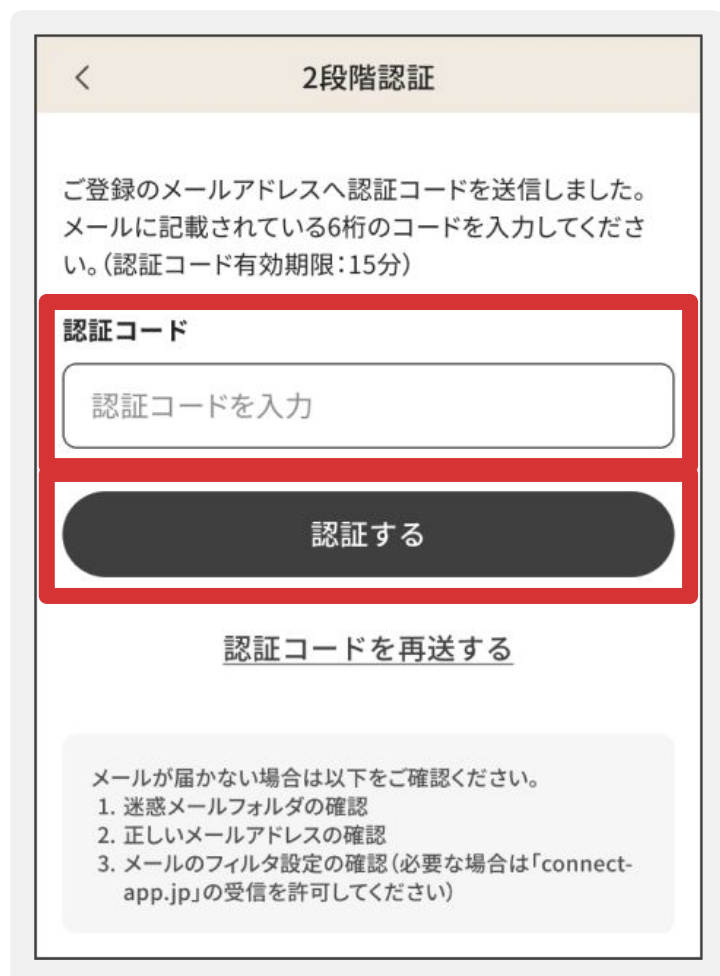 <
2段階認証
ご登録のメールアドレスへ認証コードを送信しました。
メールに記載されている6桁のコードを入力してくださ
い。（認証コード有効期限：15分）
認証コード
認証コードを入力
認証する
認証コードを再送する
メールが届かない場合は以下をご確認ください。
1. 迷惑メールフォルダの確認
2. 正しいメールアドレスの確認
3. メールのフィルタ設定の確認（必要な場合は「connect-
app.jp」の受信を許可してください）